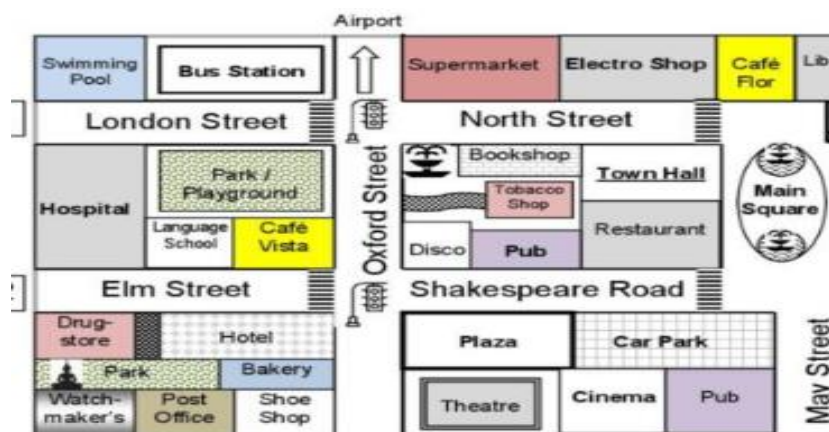 Airport
Swimming
Pool
Bus Station
Supermarket
Electro Shop
Café
Flor
Lib
London Street
North Street
Hospital
Park /
Playground
Language
School
Café
Vista
Oxford Street
Bookshop
Tobacco
Shop
Town Hall
Disco
Pub
Restaurant
Main
Square
Elm Street
Shakespeare Road
Drug-
store
Hotel
Park
Bakery
Watch-
maker's
Post
Office
Shoe
Shop
Plaza
Car Park
Theatre
Cinema
Pub
May Street